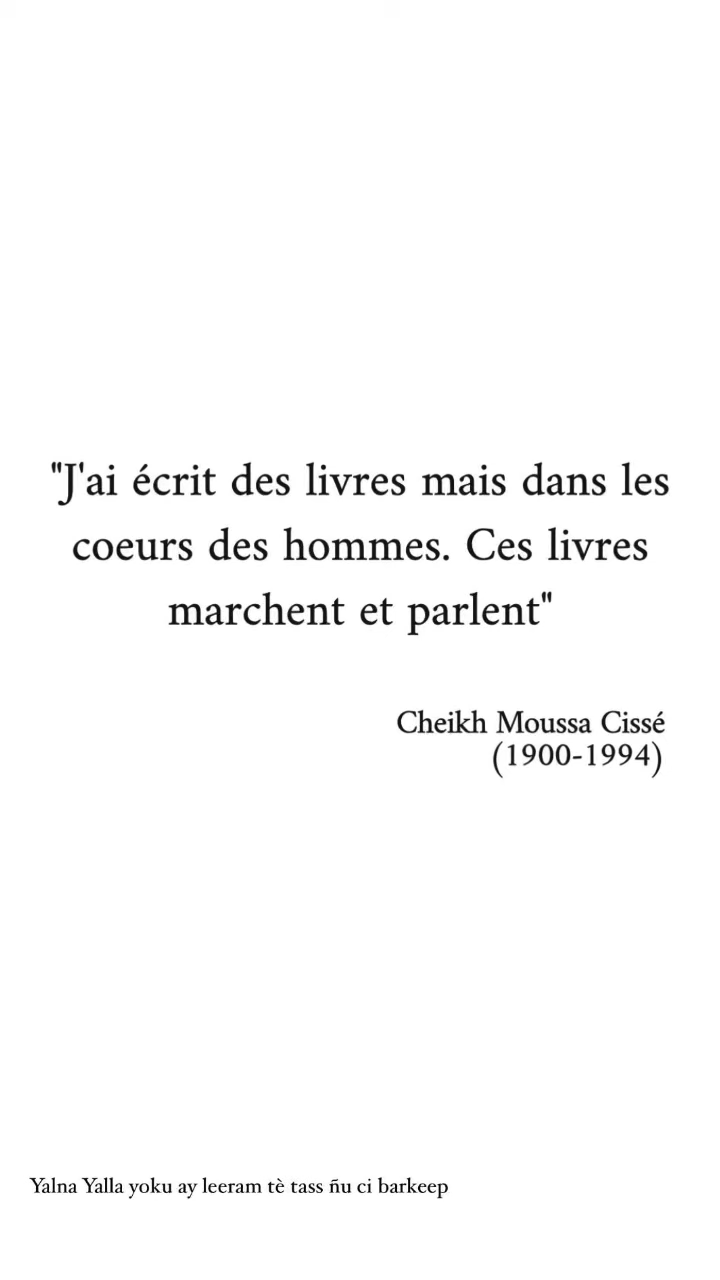 "J'ai écrit des livres mais dans les
coeurs des hommes. Ces livres
marchent et parlent"
Cheikh Moussa Cissé
(1900-1994)
Yalna Yalla yoku ay leeram tè tass ñu ci barkeep